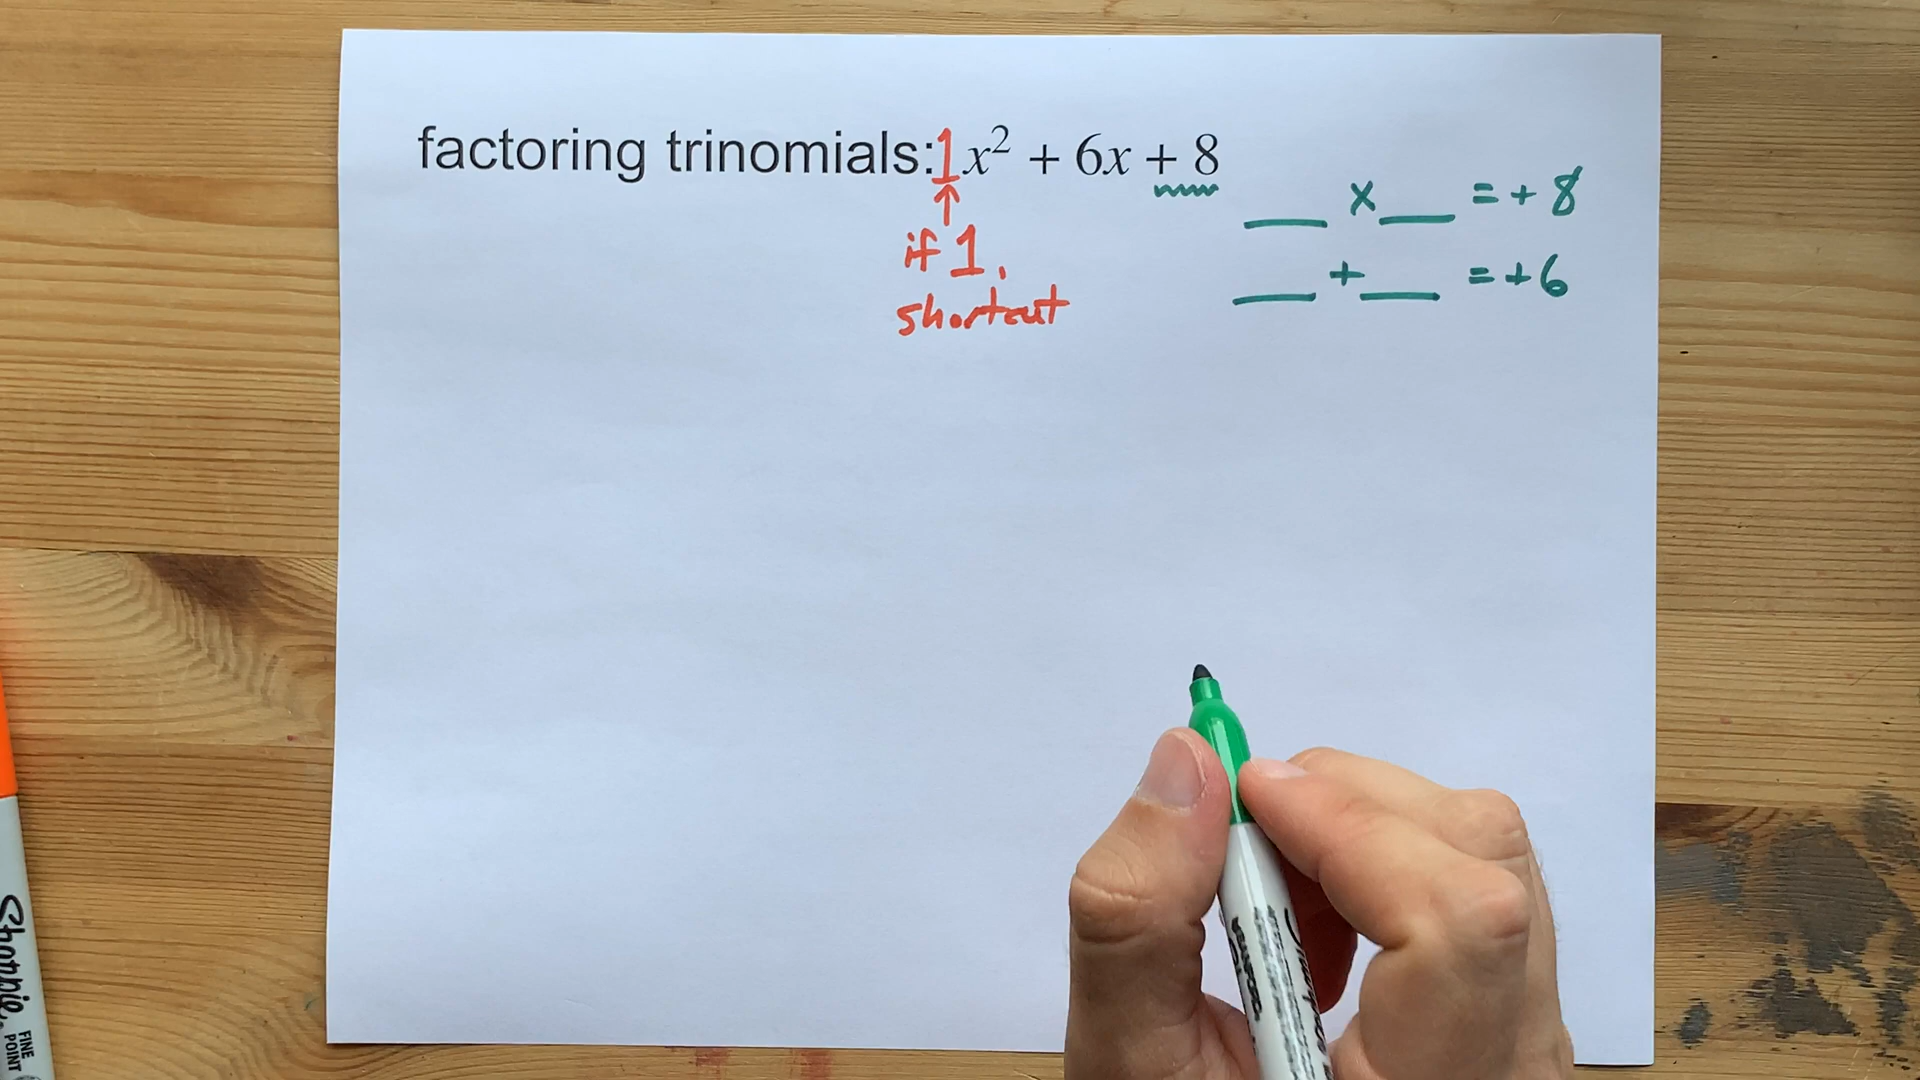 factoring trinomials: 1x² + 6x + 8
if 1,
shortcut
___ x ___ = + 8
___ + ___ = + 6
Sharpie
FINE
POINT